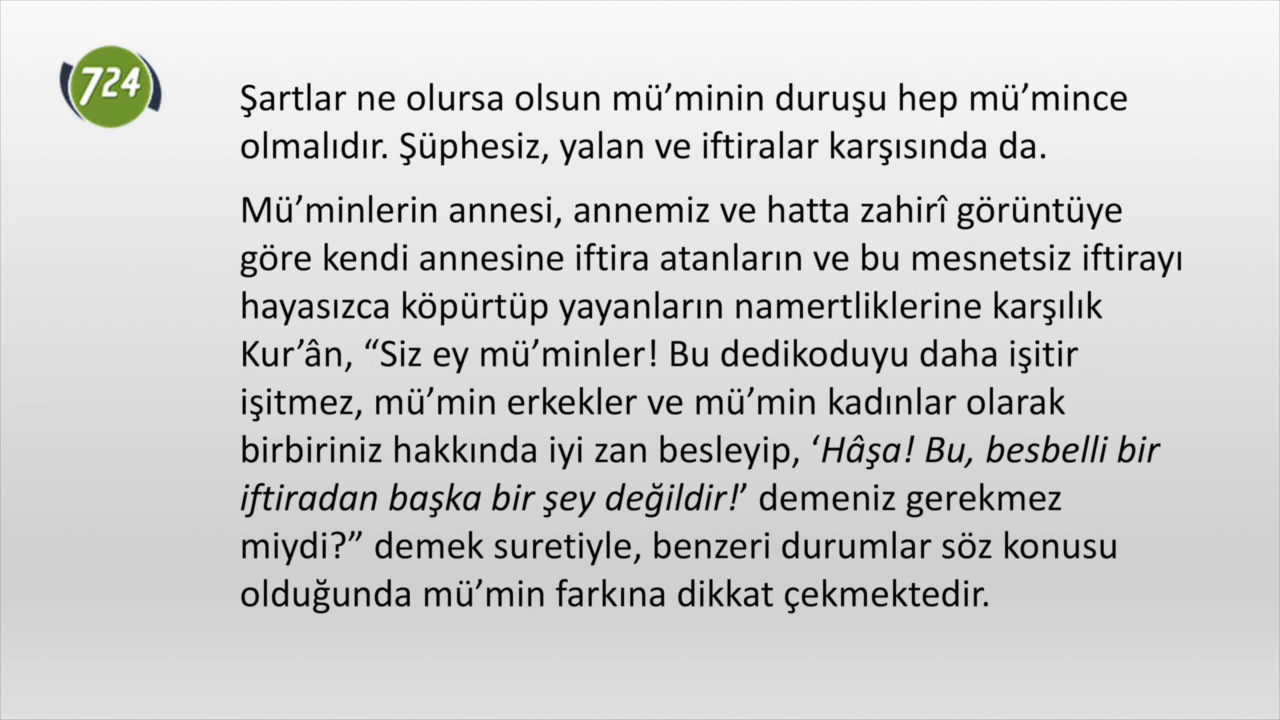 724
Şartlar ne olursa olsun mü’minin duruşu hep mü’mince
olmalıdır. Şüphesiz, yalan ve iftiralar karşısında da.
Mü’minlerin annesi, annemiz ve hatta zahirî görüntüye
göre kendi annesine iftira atanların ve bu mesnetsiz iftirayı
hayasızca köpürtüp yayanların namertliklerine karşılık
Kur’ân, “Siz ey mü’minler! Bu dedikoduyu daha işitir
işitmez, mü’min erkekler ve mü’min kadınlar olarak
birbiriniz hakkında iyi zan besleyip, ‘Hâşa! Bu, besbelli bir
iftiradan başka bir şey değildir!’ demeniz gerekmez
miydi?” demek suretiyle, benzeri durumlar söz konusu
olduğunda mü’min farkına dikkat çekmektedir.